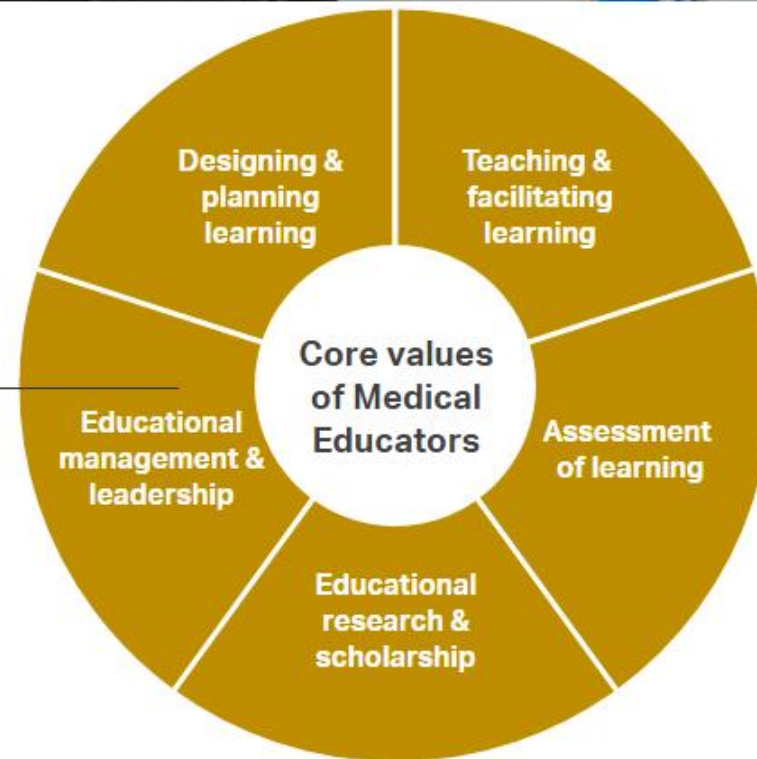 Designing &
planning
learning
Teaching &
facilitating
learning
Core values
of Medical
Educators
Educational
management &
leadership
Assessment
of learning
Educational
research &
scholarship